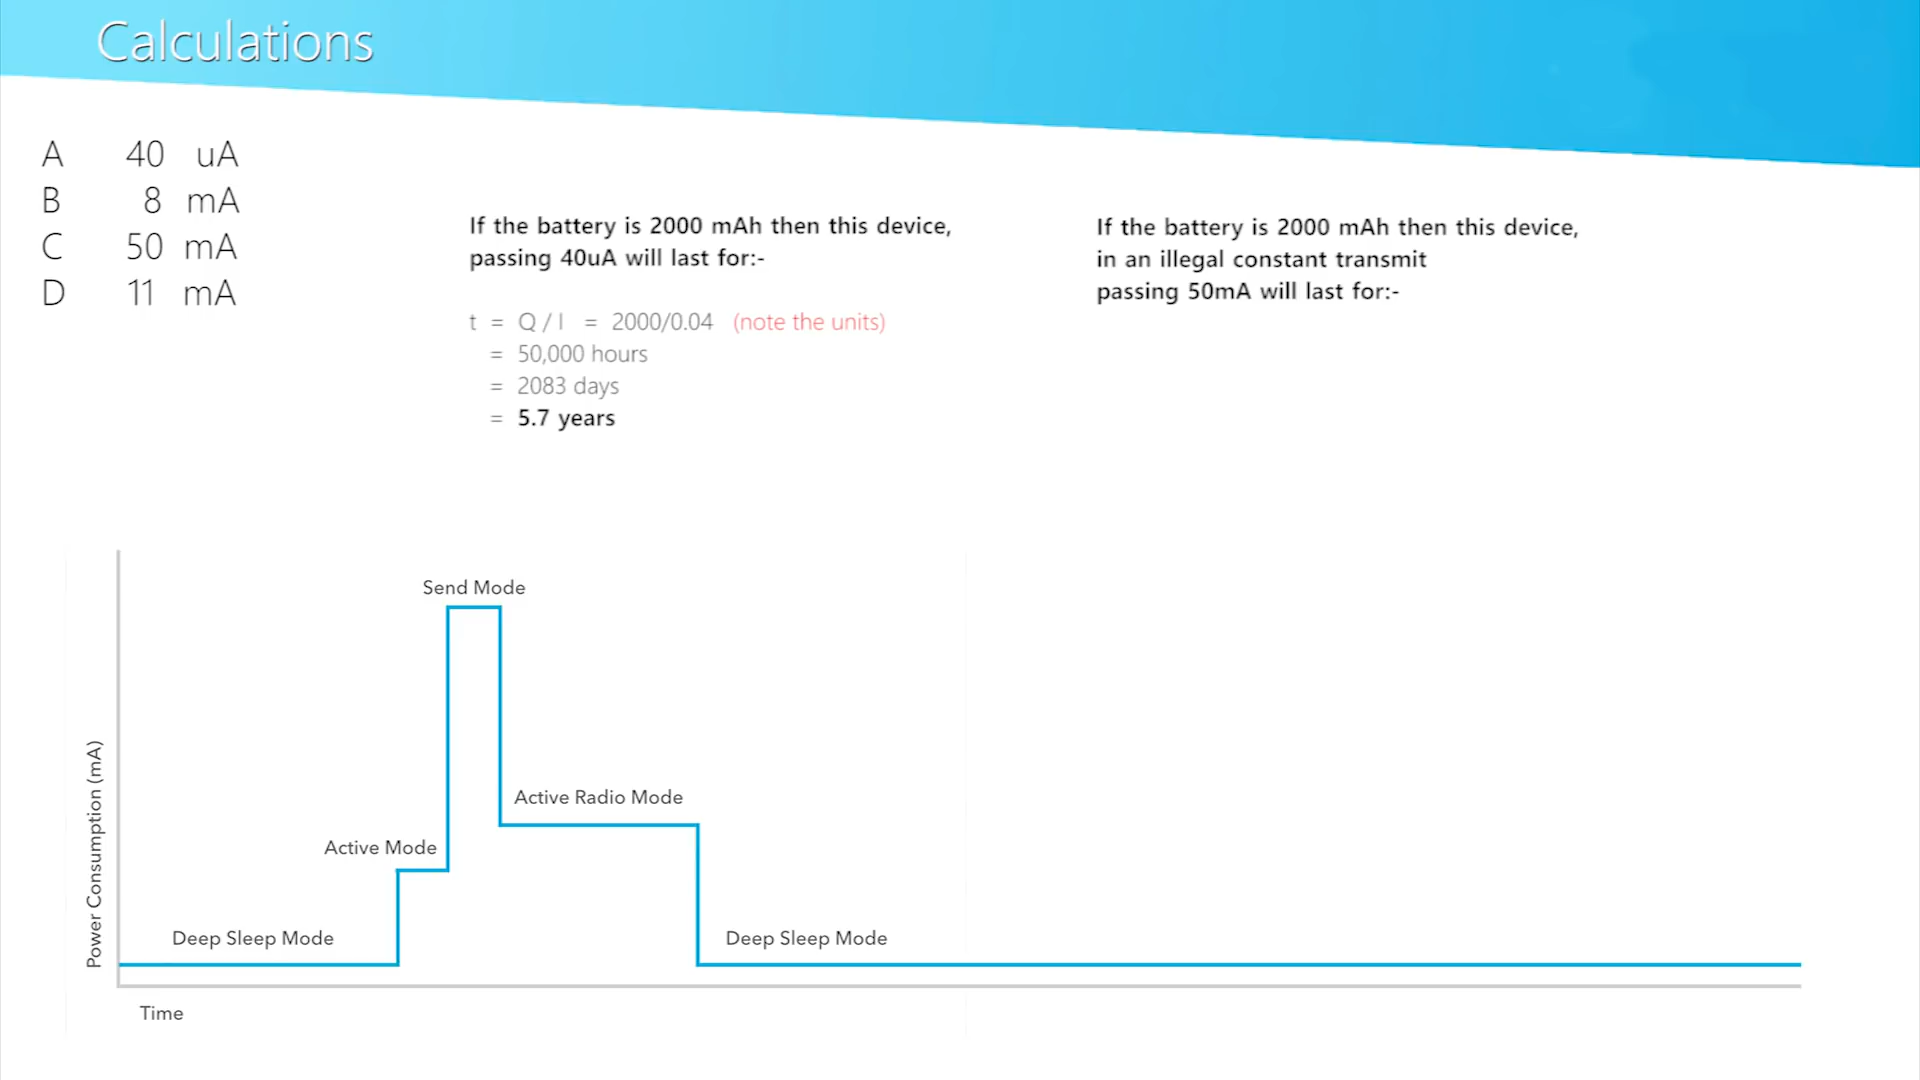 Calculations
A 40 uA
B 8 mA
C 50 mA
D 11 mA
If the battery is 2000 mAh then this device,
passing 40uA will last for:-
t = Q / I = 2000/0.04 (note the units)
= 50,000 hours
= 2083 days
= 5.7 years
If the battery is 2000 mAh then this device,
in an illegal constant transmit
passing 50mA will last for:-
Send Mode
Active Radio Mode
Active Mode
Deep Sleep Mode
Deep Sleep Mode
Power Consumption (mA)
Time